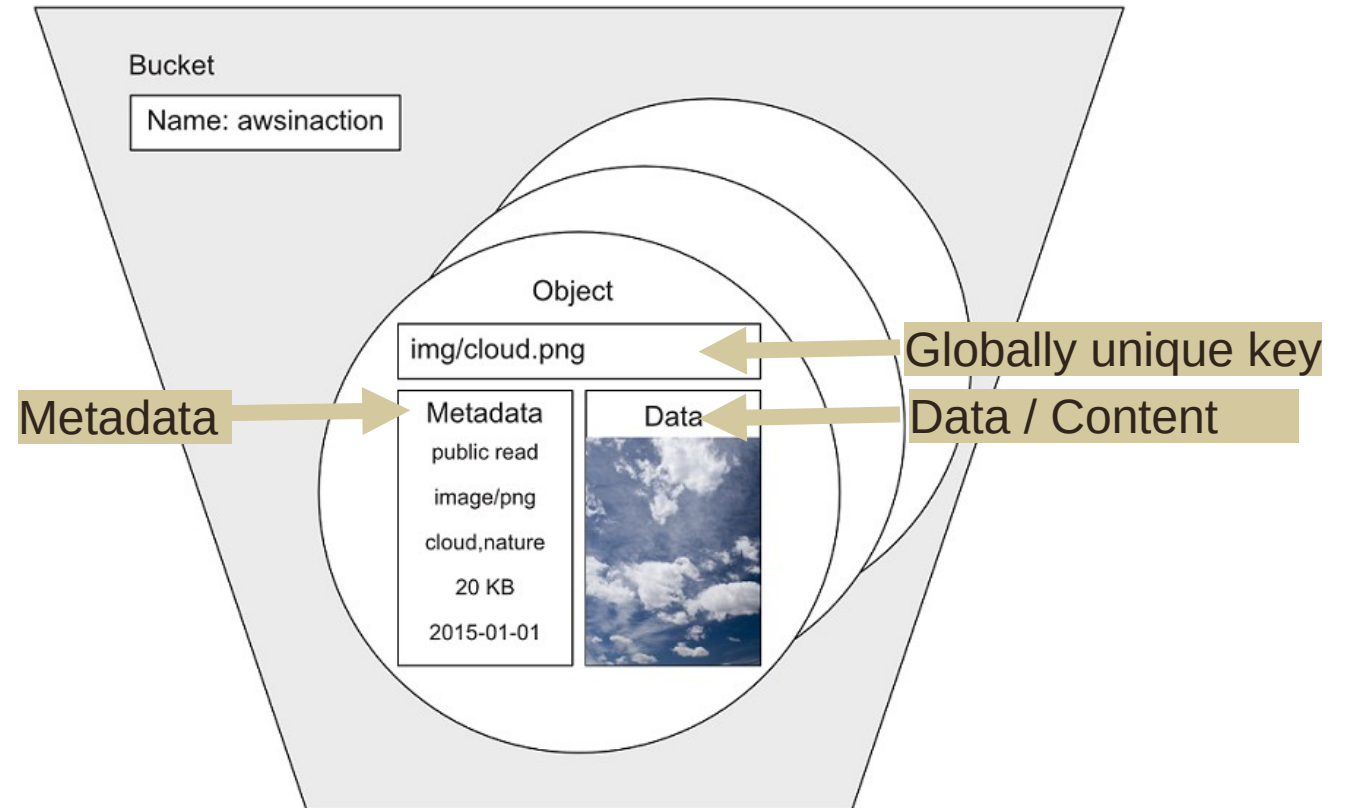 Bucket
Name: awsinaction
Object
img/cloud.png
Globally unique key
Metadata
Metadata
public read
image/png
cloud,nature
20 KB
2015-01-01
Data
Data / Content